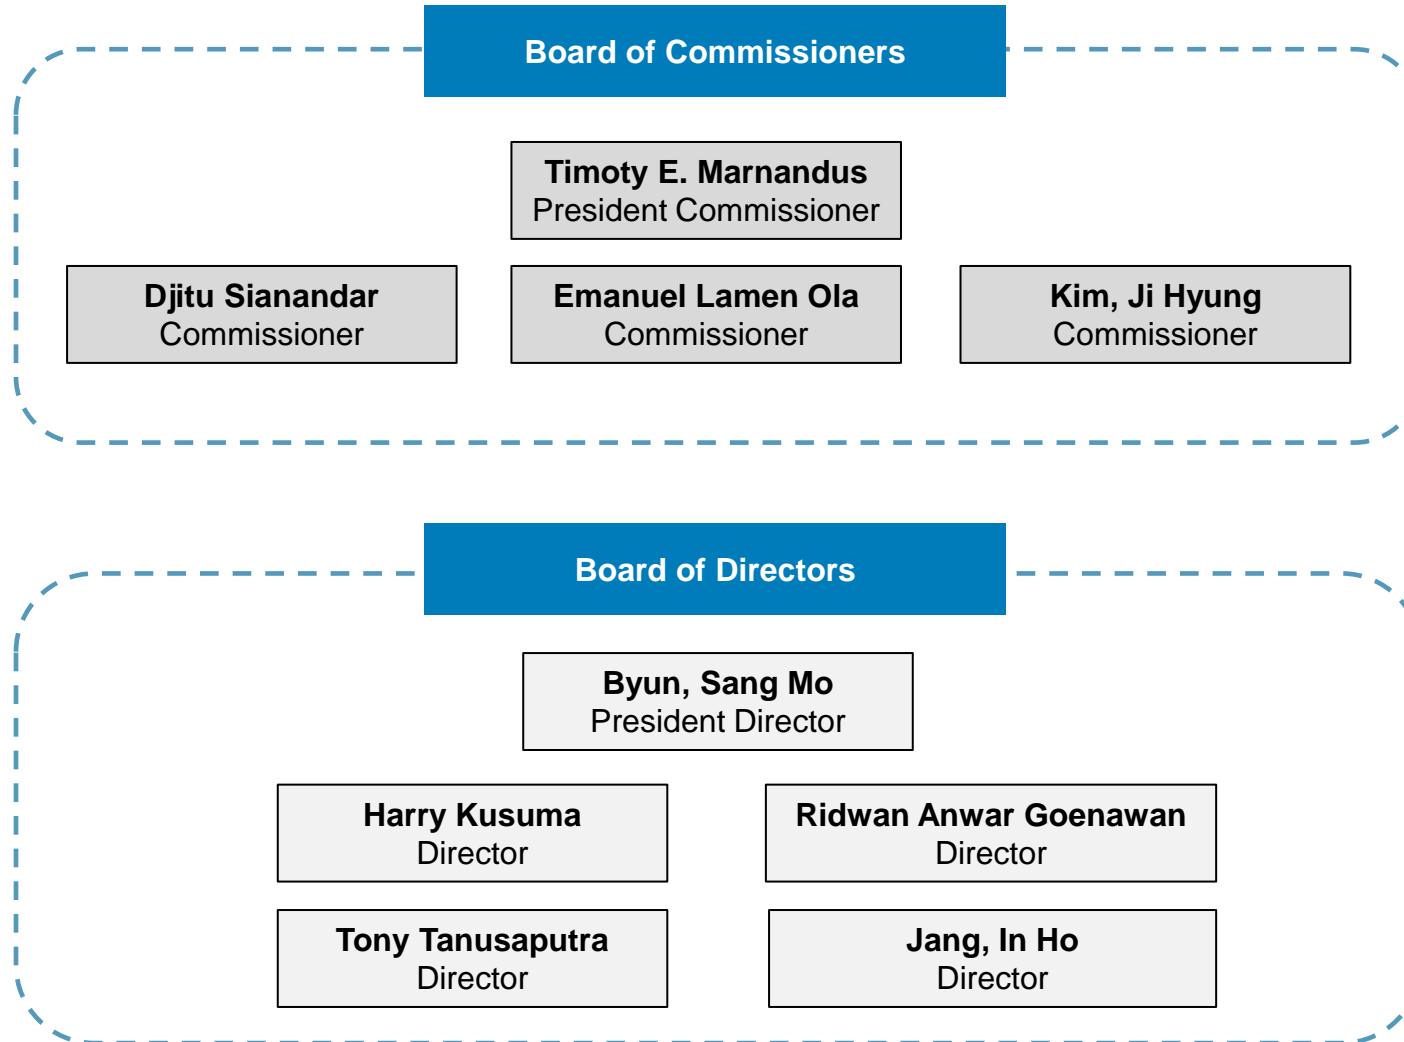 Board of Commissioners
Timoty E. Marnandus
President Commissioner
Djitu Sianandar
Commissioner
Emanuel Lamen Ola
Commissioner
Kim, Ji Hyung
Commissioner
Board of Directors
Byun, Sang Mo
President Director
Harry Kusuma
Director
Ridwan Anwar Goenawan
Director
Tony Tanusaputra
Director
Jang, In Ho
Director